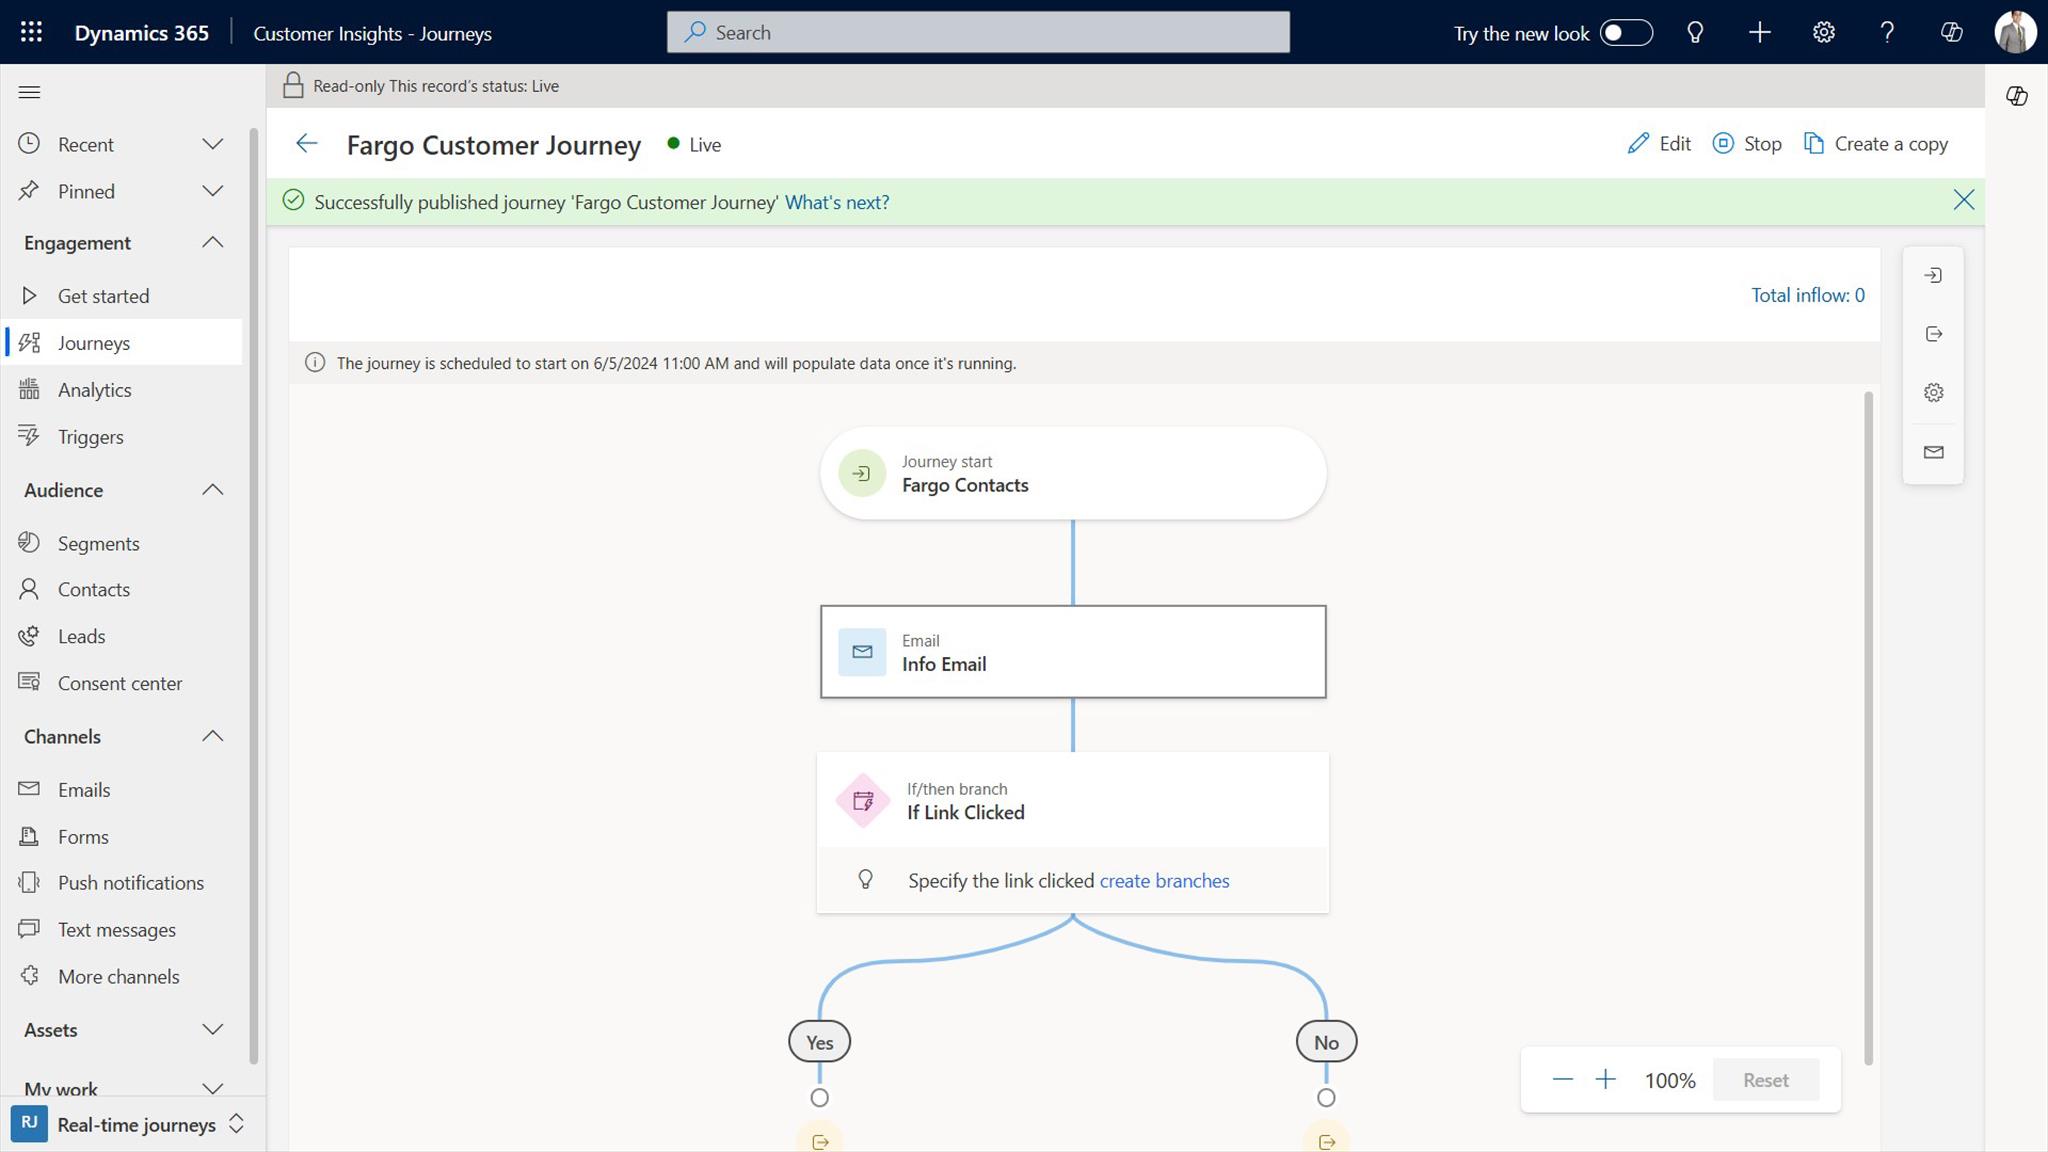 Dynamics 365
Customer Insights - Journeys
Search
Try the new look
Read-only This record's status: Live
Fargo Customer Journey
Live
Edit
Stop
Create a copy
Successfully published journey 'Fargo Customer Journey' What's next?
Recent
Pinned
Engagement
Get started
Journeys
Analytics
Triggers
Audience
Segments
Contacts
Leads
Consent center
Channels
Emails
Forms
Push notifications
Text messages
More channels
Assets
My work
RJ
Real-time journeys
Total inflow: 0
The journey is scheduled to start on 6/5/2024 11:00 AM and will populate data once it's running.
Journey start
Fargo Contacts
Email
Info Email
If/then branch
If Link Clicked
Specify the link clicked create branches
Yes
No
100%
Reset